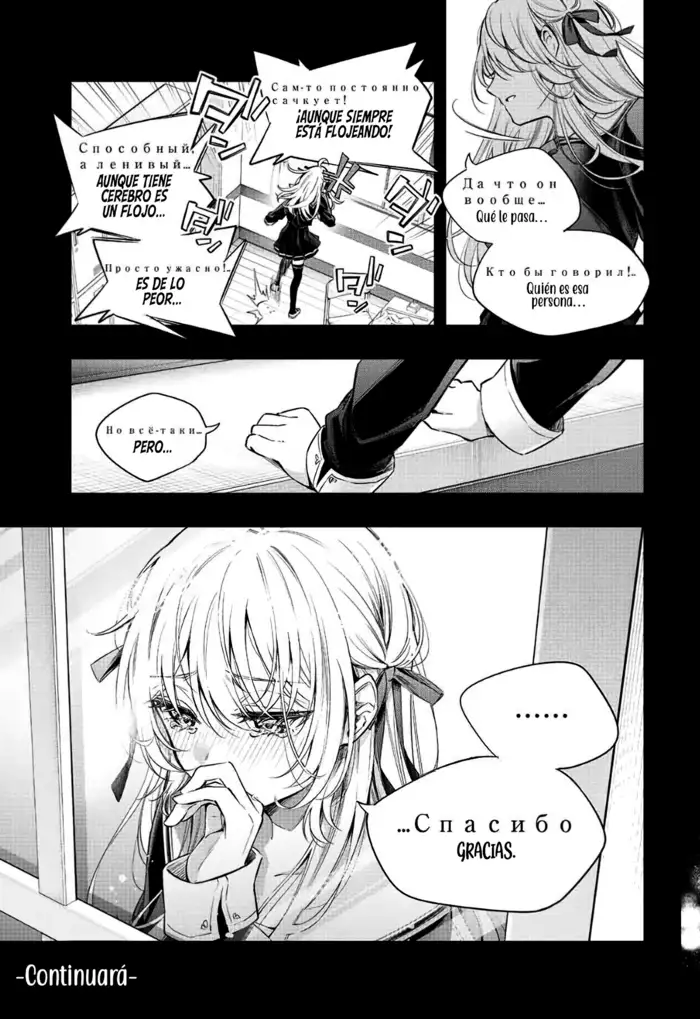 Да что он
вообще...
Qué le pasa...
Кто бы говорил!..
Quién es esa
persona...
Сам-то постоянно
сачкует!
¡AUNQUE SIEMPRE
ESTÁ FLOJEANDO!
Способный,
а ленивый...
AUNQUE TIENE
CEREBRO ES
UN FLOJO...
Просто ужасно!..
ES DE LO
PEOR...
Но всё-таки...
PERO...
......
...Спасибо
GRACIAS.
-Continuará-